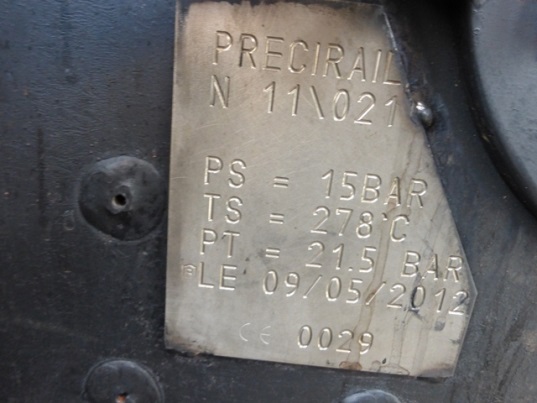 PRECIRAIL
N 11\021
PS = 15BAR
TS = 278°C
PT = 21.5 BAR
LE 09/05/2012
CE 0029